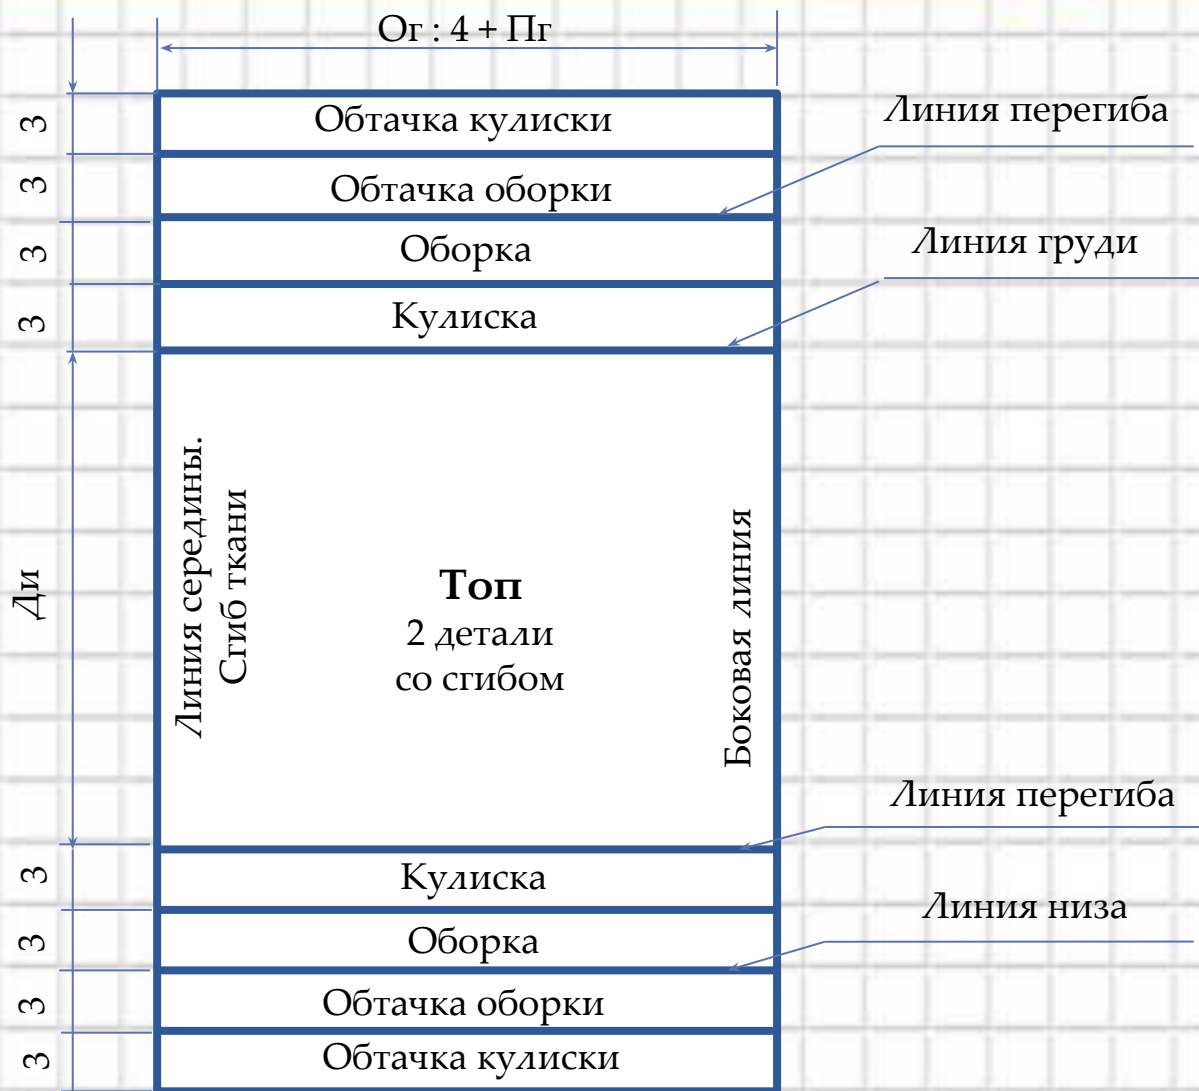 Ог : 4 + Пг
3
Обтачка кулиски
Линия перегиба
3
Обтачка оборки
3
Оборка
Линия груди
3
Кулиска
Ди
Линия середины.
Сгиб ткани
Топ
2 детали
со сгибом
Боковая линия
Линия перегиба
3
Кулиска
Линия низа
3
Оборка
3
Обтачка оборки
3
Обтачка кулиски